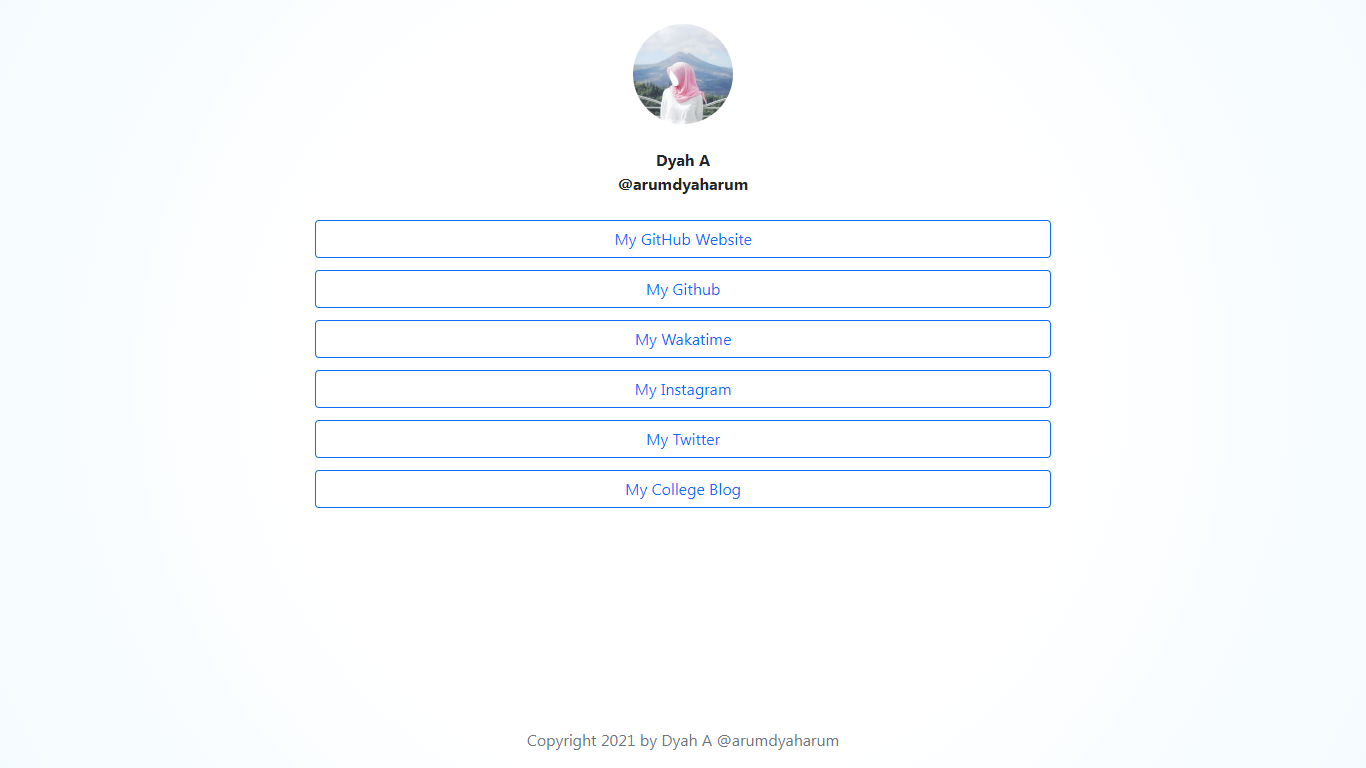 Dyah A
@arumdyaharum
My GitHub Website
My Github
My Wakatime
My Instagram
My Twitter
My College Blog
Copyright 2021 by Dyah A @arumdyaharum